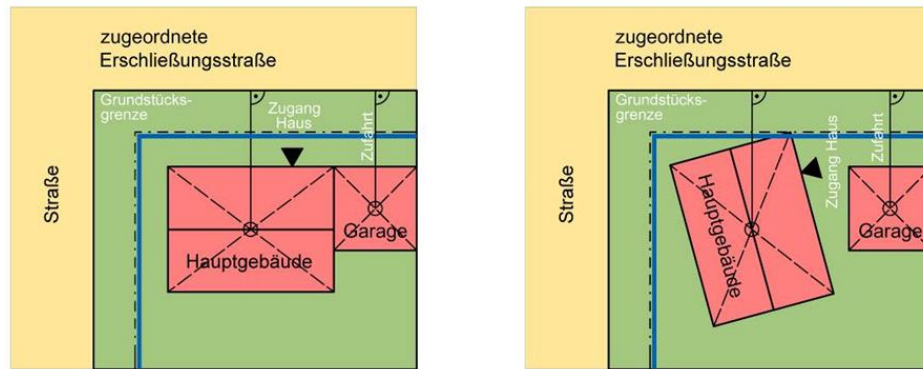 zugeordnete
Erschließungsstraße
Grundstücks-
grenze
Zugang
Haus
Zufahrt
Straße
Garage
Hauptgebäude
zugeordnete
Erschließungsstraße
Grundstücks-
grenze
Zugang Haus
Zufahrt
Straße
Hauptgebäude
Garage